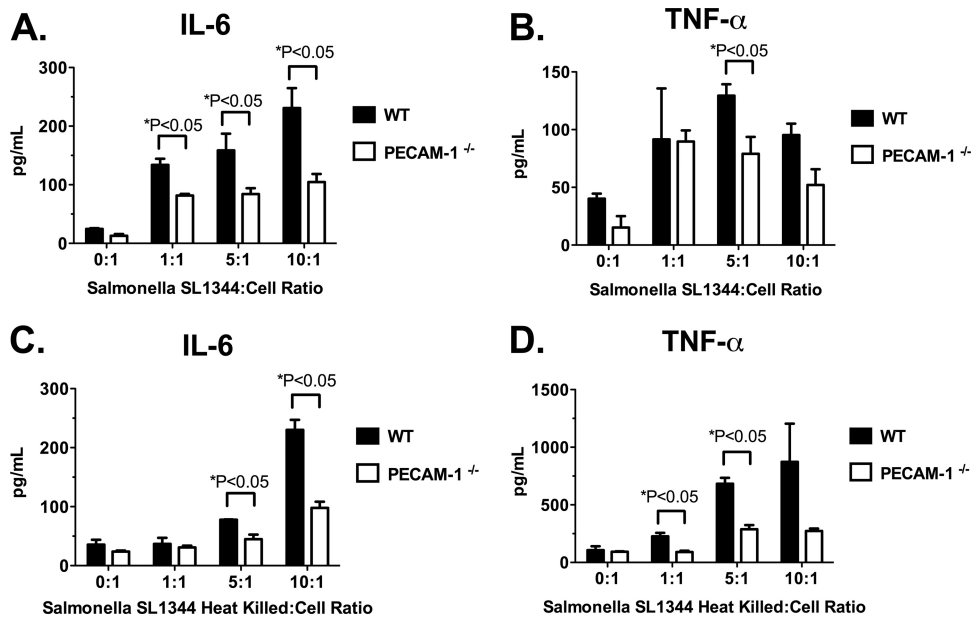 A.
IL-6
300
200
100
0
pg/mL
*P<0.05
*P<0.05
*P<0.05
WT
PECAM-1 -/-
0:1 1:1 5:1 10:1
Salmonella SL1344:Cell Ratio
B.
TNF-α
150
100
50
0
pg/mL
*P<0.05
WT
PECAM-1 -/-
0:1 1:1 5:1 10:1
Salmonella SL1344:Cell Ratio
C.
IL-6
300
200
100
0
pg/mL
*P<0.05
*P<0.05
WT
PECAM-1 -/-
0:1 1:1 5:1 10:1
Salmonella SL1344 Heat Killed:Cell Ratio
D.
TNF-α
1500
1000
500
0
pg/mL
*P<0.05
*P<0.05
WT
PECAM-1 -/-
0:1 1:1 5:1 10:1
Salmonella SL1344 Heat Killed:Cell Ratio